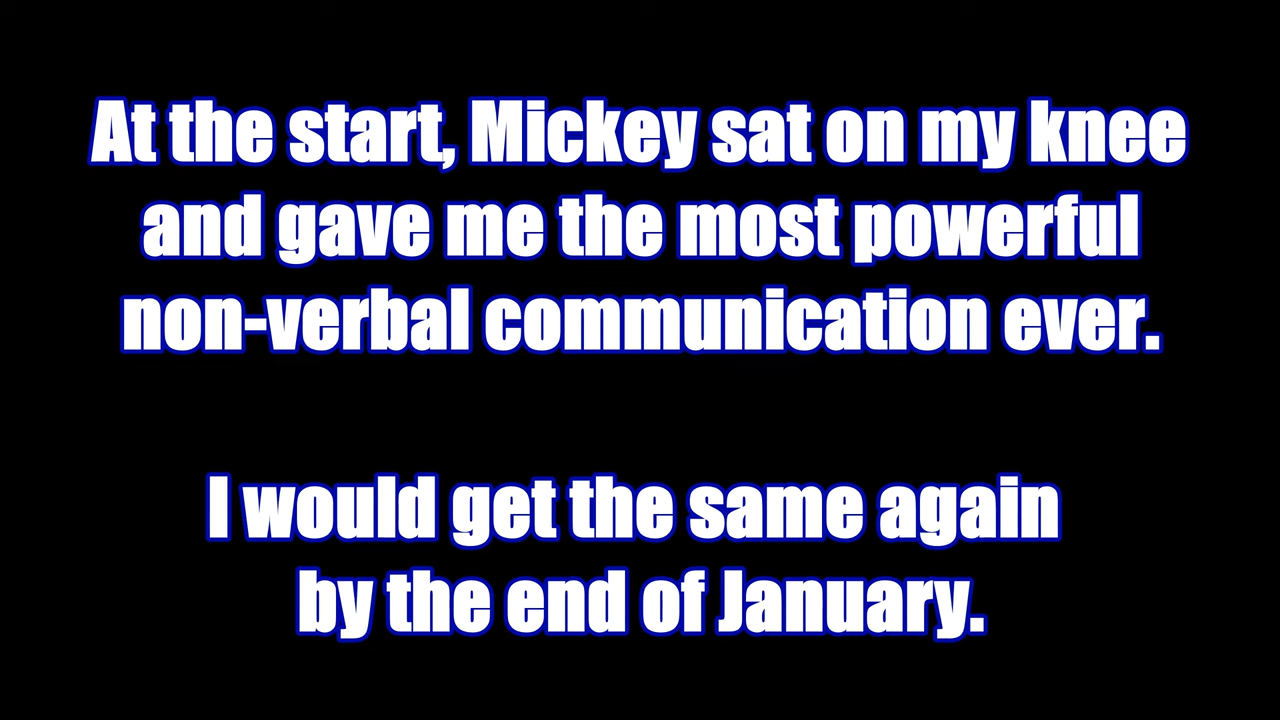 At the start, Mickey sat on my knee
and gave me the most powerful
non-verbal communication ever.
I would get the same again
by the end of January.